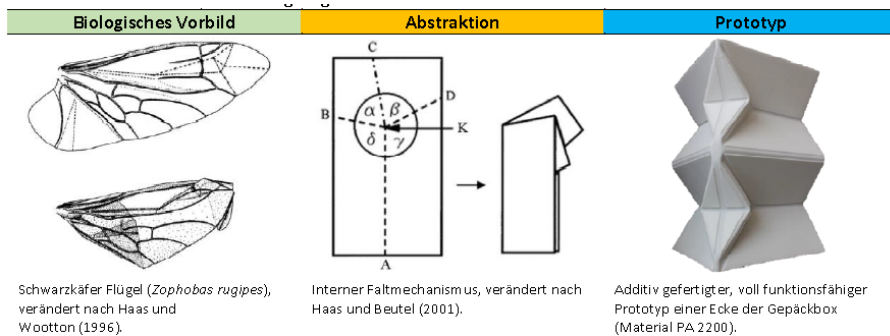 Biologisches Vorbild
Abstraktion
Prototyp
C
α
β
D
B
K
δ
γ
A
Schwarzkäfer Flügel (Zophobas rugipes),
verändert nach Haas und
Wootton (1996).
Interner Faltmechanismus, verändert nach
Haas und Beutel (2001).
Additiv gefertigter, voll funktionsfähiger
Prototyp einer Ecke der Gepäckbox
(Material PA 2200).